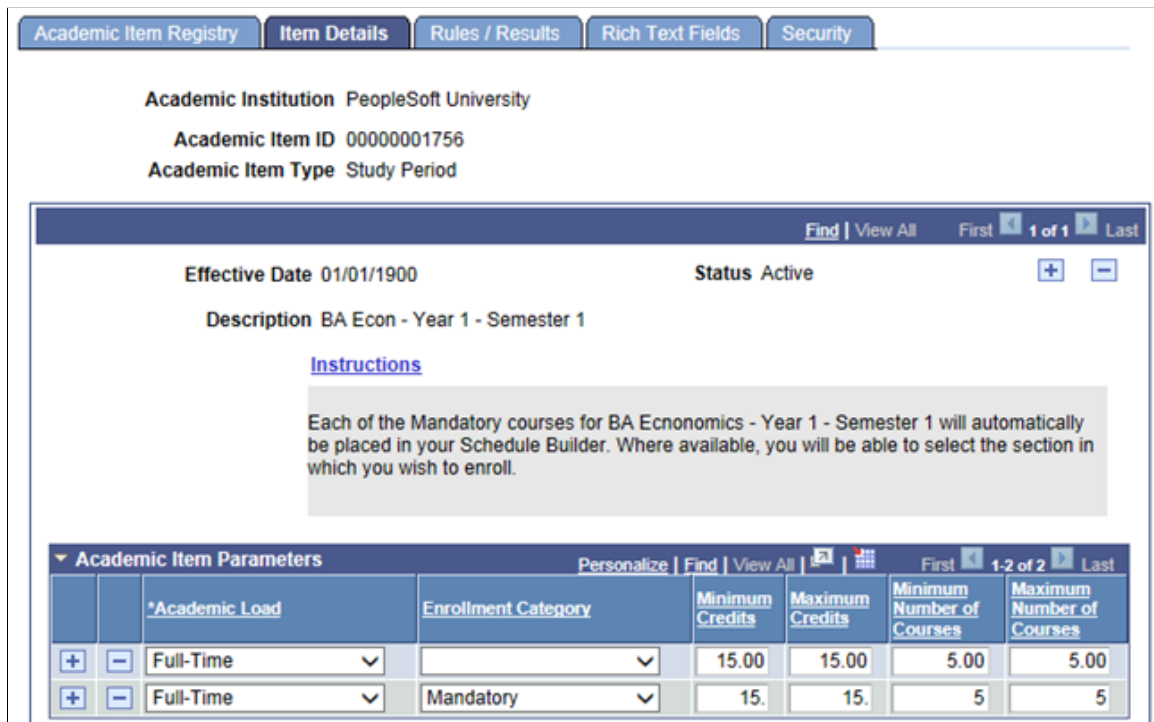 Academic Item Registry Item Details Rules / Results Rich Text Fields Security
Academic Institution PeopleSoft University
Academic Item ID 00000001756
Academic Item Type Study Period
Find | View All First 1 of 1 Last
Effective Date 01/01/1900 Status Active
Description BA Econ - Year 1 - Semester 1
Instructions
Each of the Mandatory courses for BA Ecnonomics - Year 1 - Semester 1 will automatically
be placed in your Schedule Builder. Where available, you will be able to select the section in
which you wish to enroll.
Academic Item Parameters Personalize | Find | View All | | First 1-2 of 2 Last
*Academic Load Enrollment Category Minimum Credits Maximum Credits Minimum Number of Courses Maximum Number of Courses
Full-Time 15.00 15.00 5.00 5.00
Full-Time Mandatory 15. 15. 5 5